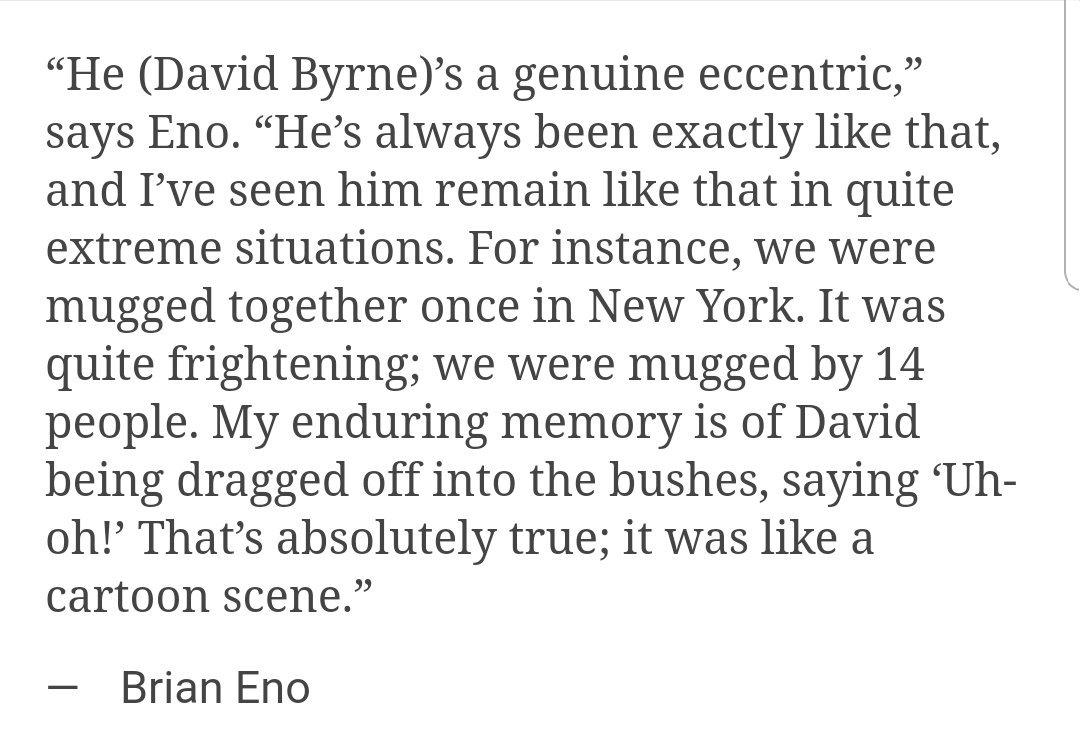 “He (David Byrne)’s a genuine eccentric,”
says Eno. “He’s always been exactly like that,
and I’ve seen him remain like that in quite
extreme situations. For instance, we were
mugged together once in New York. It was
quite frightening; we were mugged by 14
people. My enduring memory is of David
being dragged off into the bushes, saying ‘Uh-
oh!’ That’s absolutely true; it was like a
cartoon scene.”
— Brian Eno